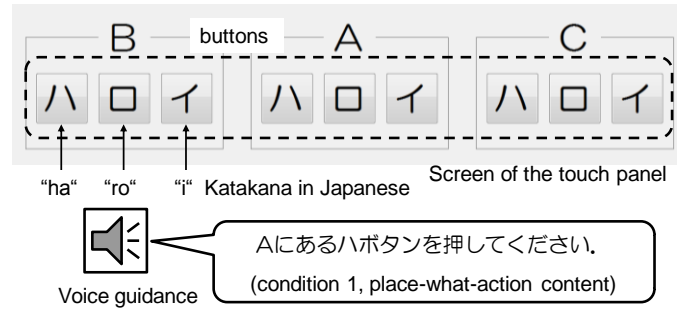 B buttons A C
ハ ロ イ ハ ロ イ ハ ロ イ
“ha“ “ro“ “i“ Katakana in Japanese Screen of the touch panel
Aにあるハボタンを押してください．
(condition 1, place-what-action content)
Voice guidance